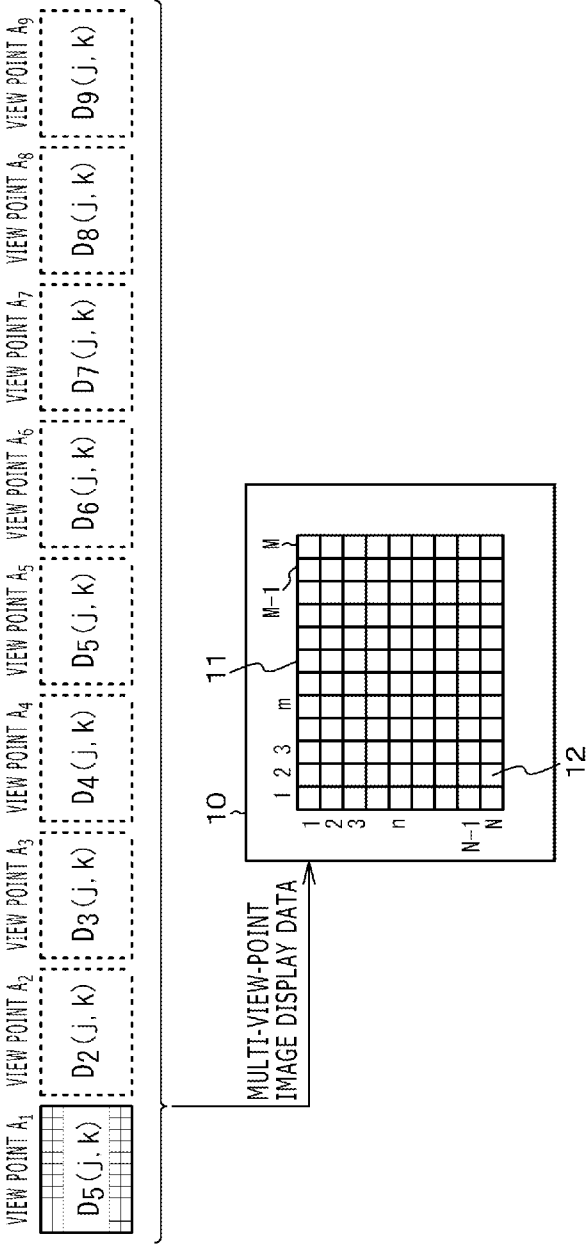 VIEW POINT A1 VIEW POINT A2 VIEW POINT A3 VIEW POINT A4 VIEW POINT A5 VIEW POINT A6 VIEW POINT A7 VIEW POINT A8 VIEW POINT A9
D5(j,k) D2(j,k) D3(j,k) D4(j,k) D5(j,k) D6(j,k) D7(j,k) D8(j,k) D9(j,k)
MULTI-VIEW-POINT
IMAGE DISPLAY DATA
10
11
1 2 3 m M-1 M
1
2
3
n
N-1
N
12